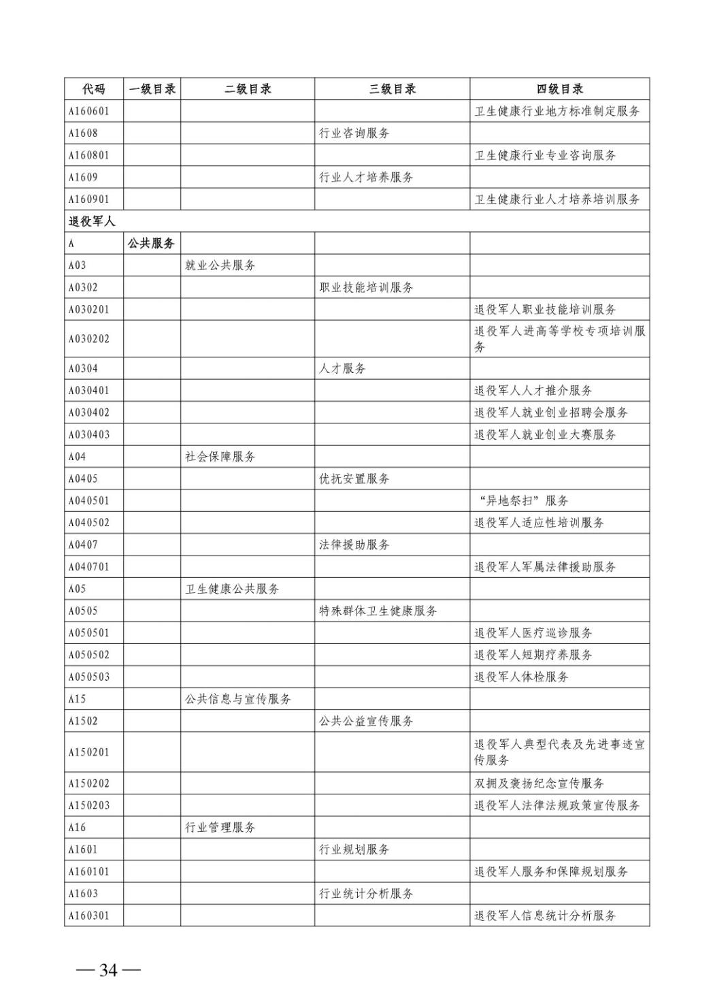 代码 一级目录 二级目录 三级目录 四级目录
A160601 卫生健康行业地方标准制定服务
A1608 行业咨询服务
A160801 卫生健康行业专业咨询服务
A1609 行业人才培养服务
A160901 卫生健康行业人才培养培训服务
退役军人
A 公共服务
A03 就业公共服务
A0302 职业技能培训服务
A030201 退役军人职业技能培训服务
A030202 退役军人进高等学校专项培训服
务
A0304 人才服务
A030401 退役军人人才推介服务
A030402 退役军人就业创业招聘会服务
A030403 退役军人就业创业大赛服务
A04 社会保障服务
A0405 优抚安置服务
A040501 “异地祭扫”服务
A040502 退役军人适应性培训服务
A0407 法律援助服务
A040701 退役军人军属法律援助服务
A05 卫生健康公共服务
A0505 特殊群体卫生健康服务
A050501 退役军人医疗巡诊服务
A050502 退役军人短期疗养服务
A050503 退役军人体检服务
A15 公共信息与宣传服务
A1502 公共公益宣传服务
A150201 退役军人典型代表及先进事迹宣
传服务
A150202 双拥及褒扬纪念宣传服务
A150203 退役军人法律法规政策宣传服务
A16 行业管理服务
A1601 行业规划服务
A160101 退役军人服务和保障规划服务
A1603 行业统计分析服务
A160301 退役军人信息统计分析服务
— 34 —